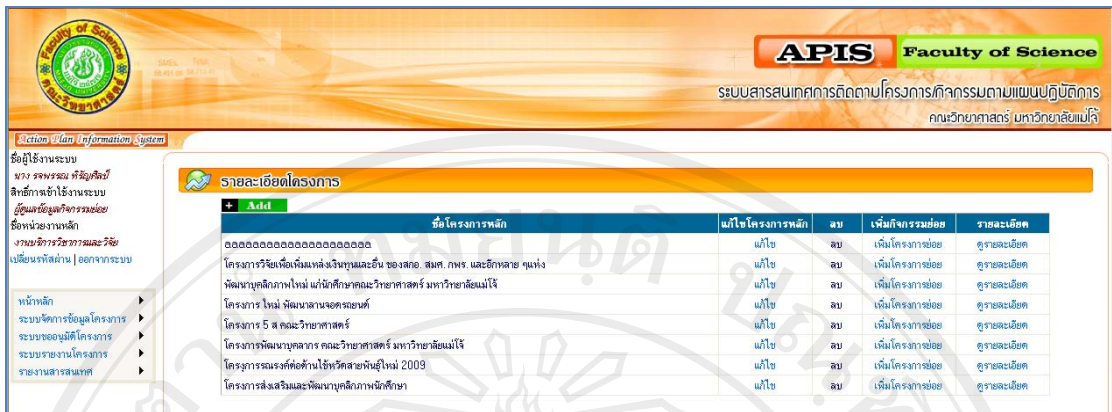 Faculty of Science
คณะวิทยาศาสตร์
APIS Faculty of Science
ระบบสารสนเทศการติดตามโครงการ/กิจกรรมตามแผนปฏิบัติการ
คณะวิทยาศาสตร์ มหาวิทยาลัยแม่โจ้
Action Plan Information System
ชื่อผู้ใช้งานระบบ
นาง
สิทธิ์การเข้าใช้งานระบบ
ผู้ดูแลข้อมูลกิจกรรมย่อย
ชื่อหน่วยงานหลัก
งานบริการวิชาการและวิจัย
เปลี่ยนรหัสผ่าน | ออกจากระบบ
หน้าหลัก
ระบบจัดการข้อมูลโครงการ
ระบบขออนุมัติโครงการ
ระบบรายงานโครงการ
รายงานสารสนเทศ
รายละเอียดโครงการ
+ Add
ชื่อโครงการหลัก แก้ไขโครงการหลัก ลบ เพิ่มกิจกรรมย่อย รายละเอียด
แก้ไข ลบ เพิ่มโครงการย่อย ดูรายละเอียด
โครงการวิจัยเพื่อเพิ่มแหล่งเงินทุนและอื่น ของสกอ. สมศ. กพร. และอีกหลาย ๆแห่ง แก้ไข ลบ เพิ่มโครงการย่อย ดูรายละเอียด
พัฒนาบุคลิกภาพใหม่ แก่นักศึกษาคณะวิทยาศาสตร์ มหาวิทยาลัยแม่โจ้ แก้ไข ลบ เพิ่มโครงการย่อย ดูรายละเอียด
โครงการ ใหม่ พัฒนาลานจอดรถยนต์ แก้ไข ลบ เพิ่มโครงการย่อย ดูรายละเอียด
โครงการ 5 ส คณะวิทยาศาสตร์ แก้ไข ลบ เพิ่มโครงการย่อย ดูรายละเอียด
โครงการพัฒนาบุคลากร คณะวิทยาศาสตร์ มหาวิทยาลัยแม่โจ้ แก้ไข ลบ เพิ่มโครงการย่อย ดูรายละเอียด
โครงการรณรงค์ต่อต้านไข้หวัดสายพันธุ์ใหม่ 2009 แก้ไข ลบ เพิ่มโครงการย่อย ดูรายละเอียด
โครงการส่งเสริมและพัฒนาบุคลิกภาพนักศึกษา แก้ไข ลบ เพิ่มโครงการย่อย ดูรายละเอียด